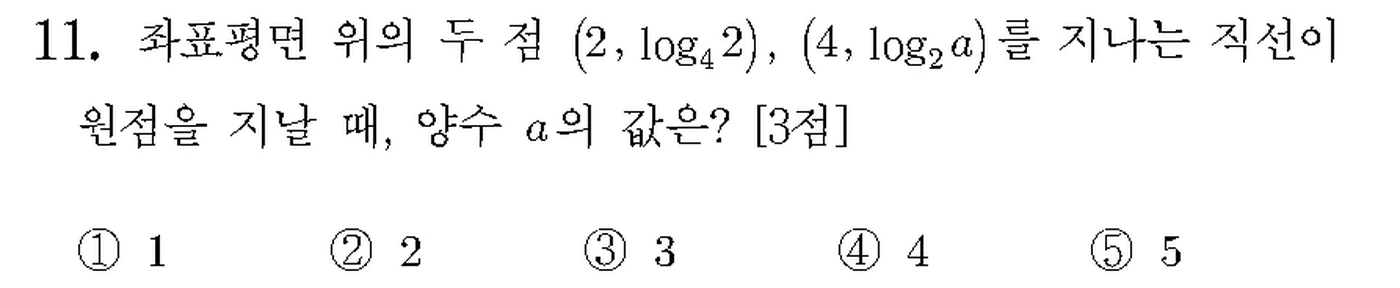 11. 좌표평면 위의 두 점 (2, log₄2), (4, log₂a)를 지나는 직선이
원점을 지날 때, 양수 a의 값은? [3점]
① 1 ② 2 ③ 3 ④ 4 ⑤ 5